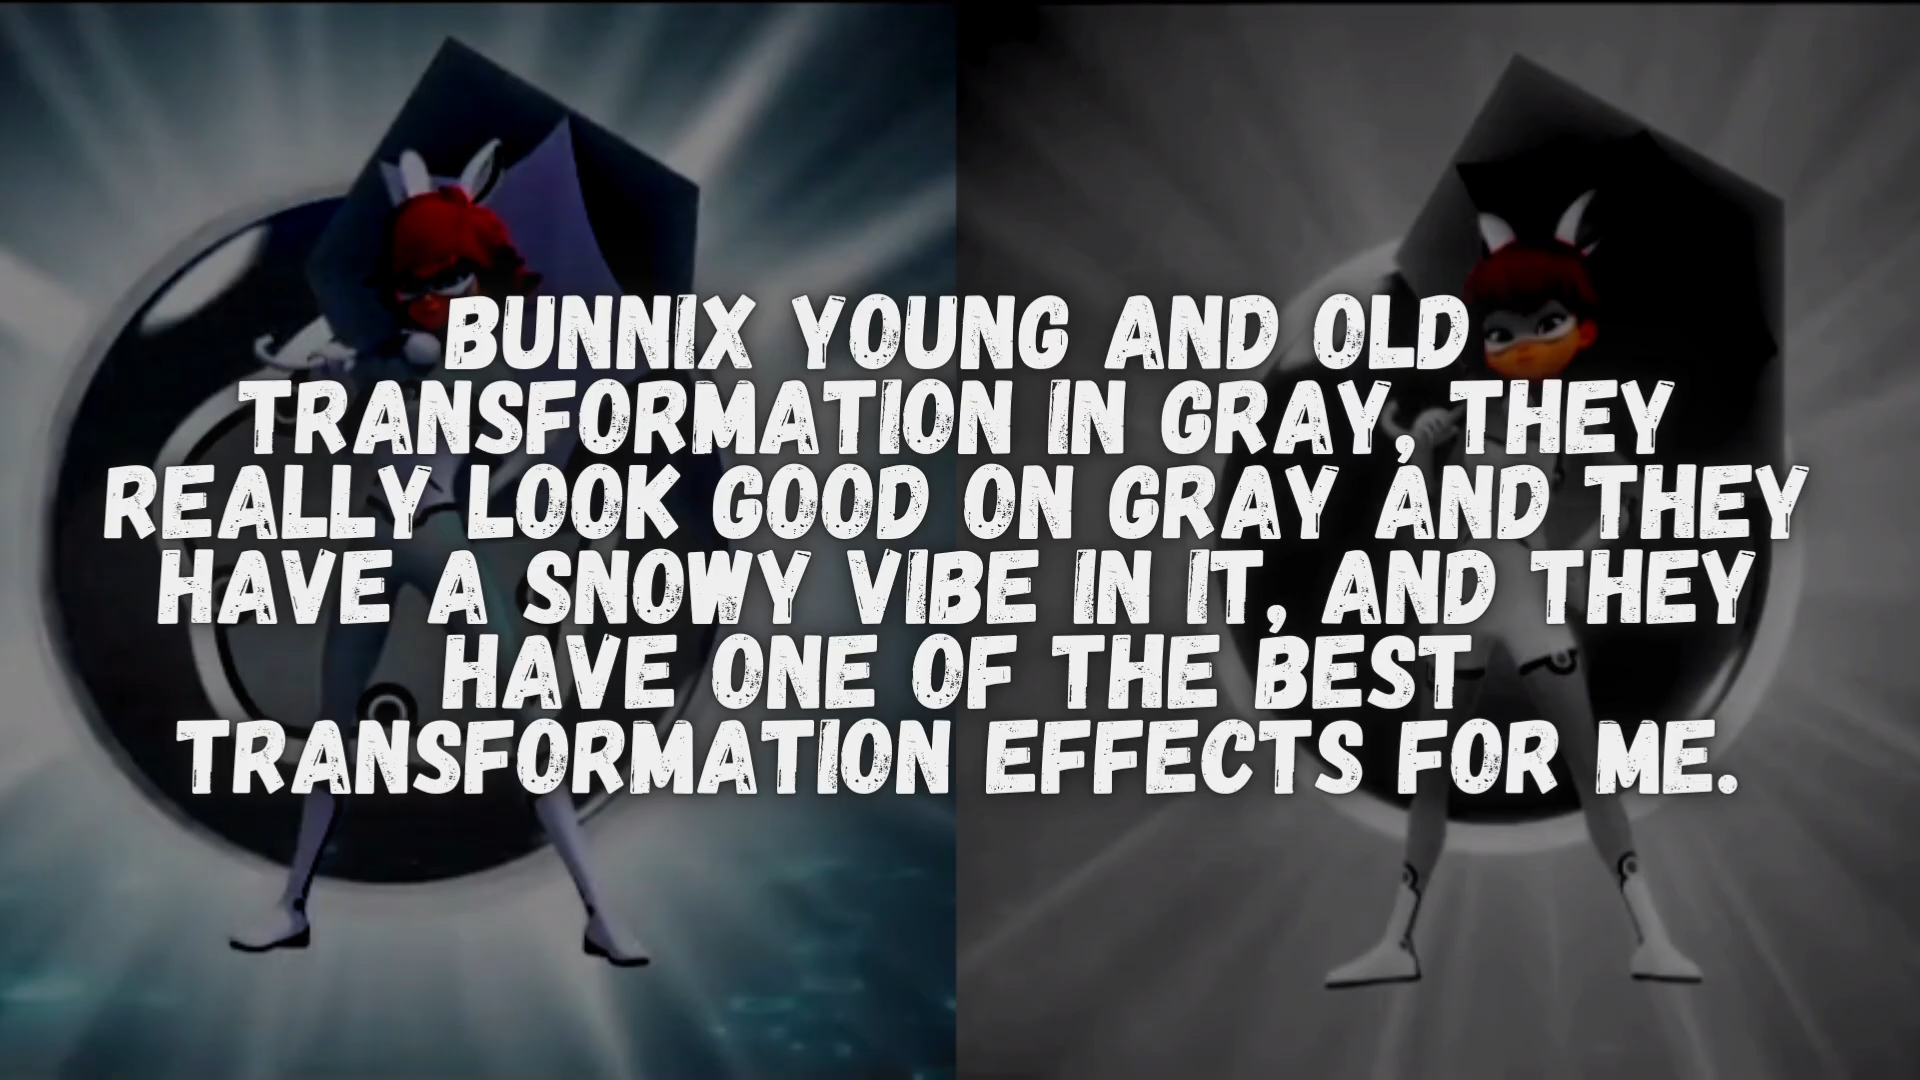 BUNNIX YOUNG AND OLD
TRANSFORMATION IN GRAY, THEY
REALLY LOOK GOOD ON GRAY AND THEY
HAVE A SNOWY VIBE IN IT, AND THEY
HAVE ONE OF THE BEST
TRANSFORMATION EFFECTS FOR ME.